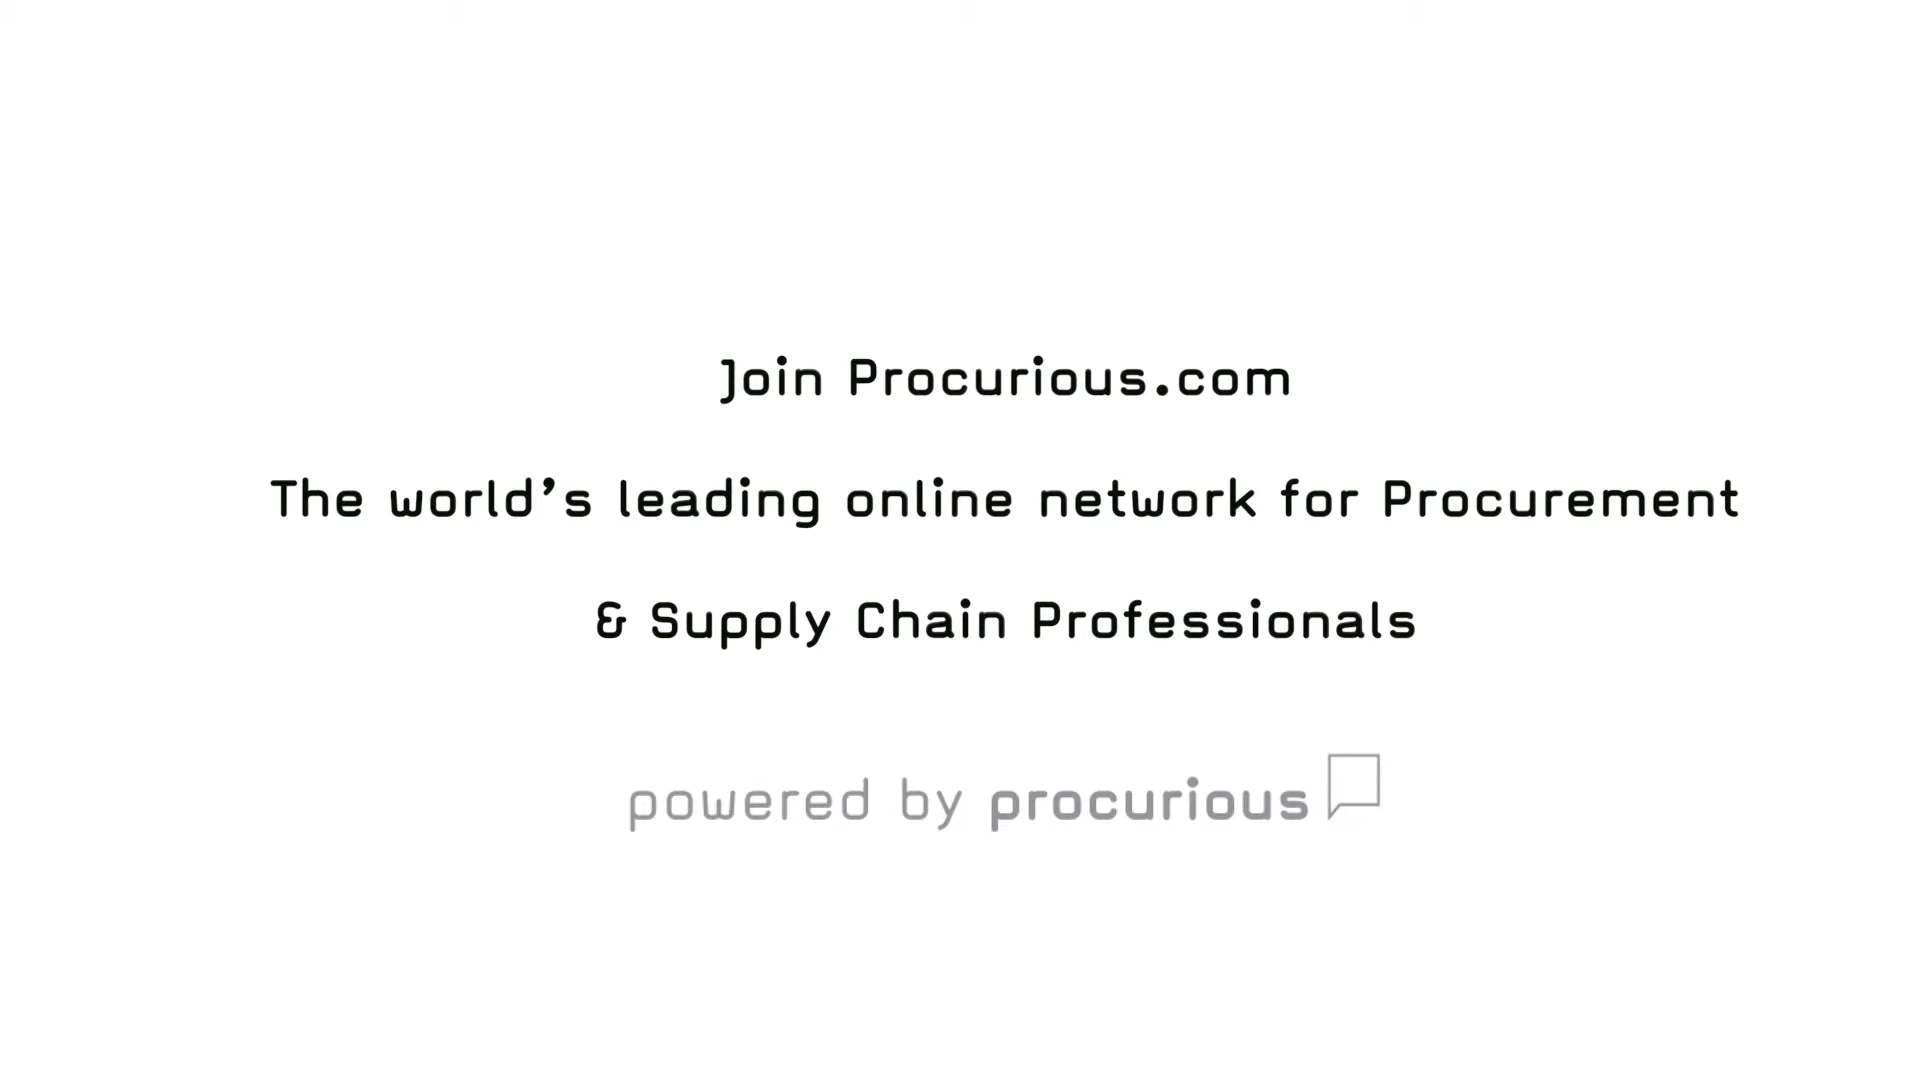 Join Procurious.com
The world's leading online network for Procurement
& Supply Chain Professionals
powered by procurious